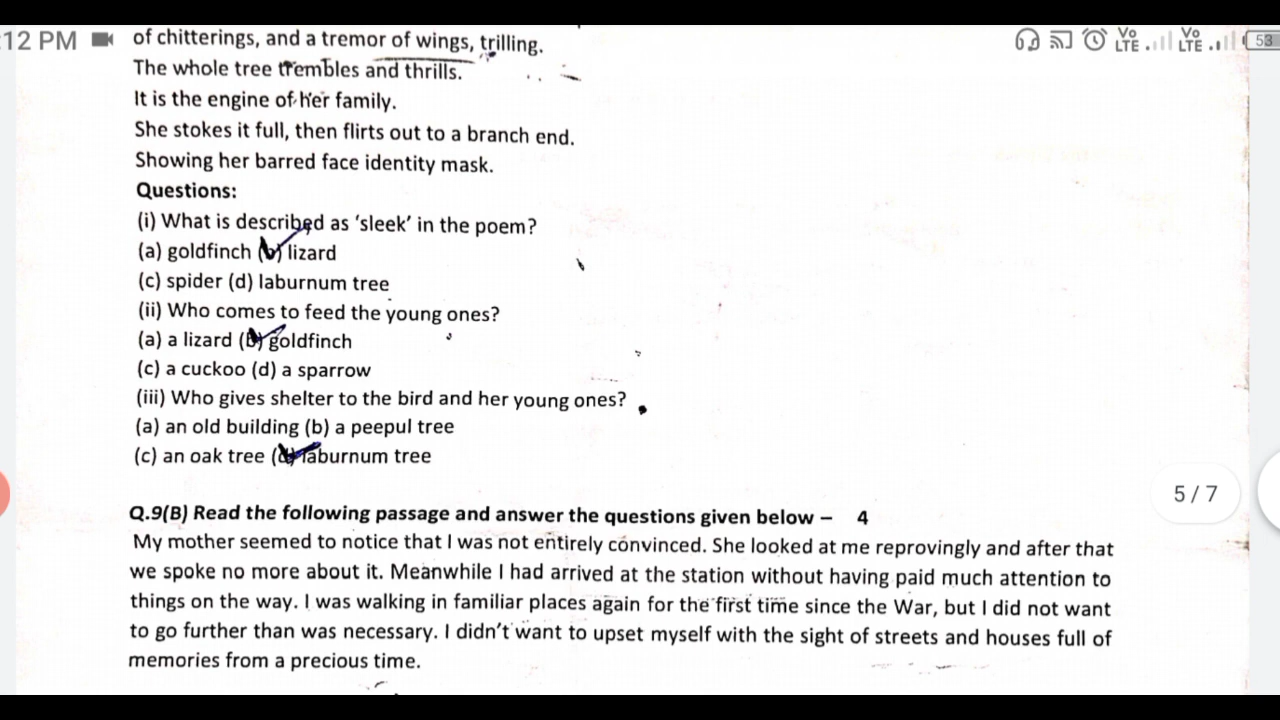 :12 PM Vo LTE Vo LTE 53
of chitterings, and a tremor of wings, trilling.
The whole tree trembles and thrills.
It is the engine of her family.
She stokes it full, then flirts out to a branch end.
Showing her barred face identity mask.
Questions:
(i) What is described as ‘sleek’ in the poem?
(a) goldfinch (b) lizard
(c) spider (d) laburnum tree
(ii) Who comes to feed the young ones?
(a) a lizard (b) goldfinch
(c) a cuckoo (d) a sparrow
(iii) Who gives shelter to the bird and her young ones?
(a) an old building (b) a peepul tree
(c) an oak tree (d) laburnum tree
5 / 7
Q.9(B) Read the following passage and answer the questions given below – 4
My mother seemed to notice that I was not entirely convinced. She looked at me reprovingly and after that
we spoke no more about it. Meanwhile I had arrived at the station without having paid much attention to
things on the way. I was walking in familiar places again for the first time since the War, but I did not want
to go further than was necessary. I didn’t want to upset myself with the sight of streets and houses full of
memories from a precious time.